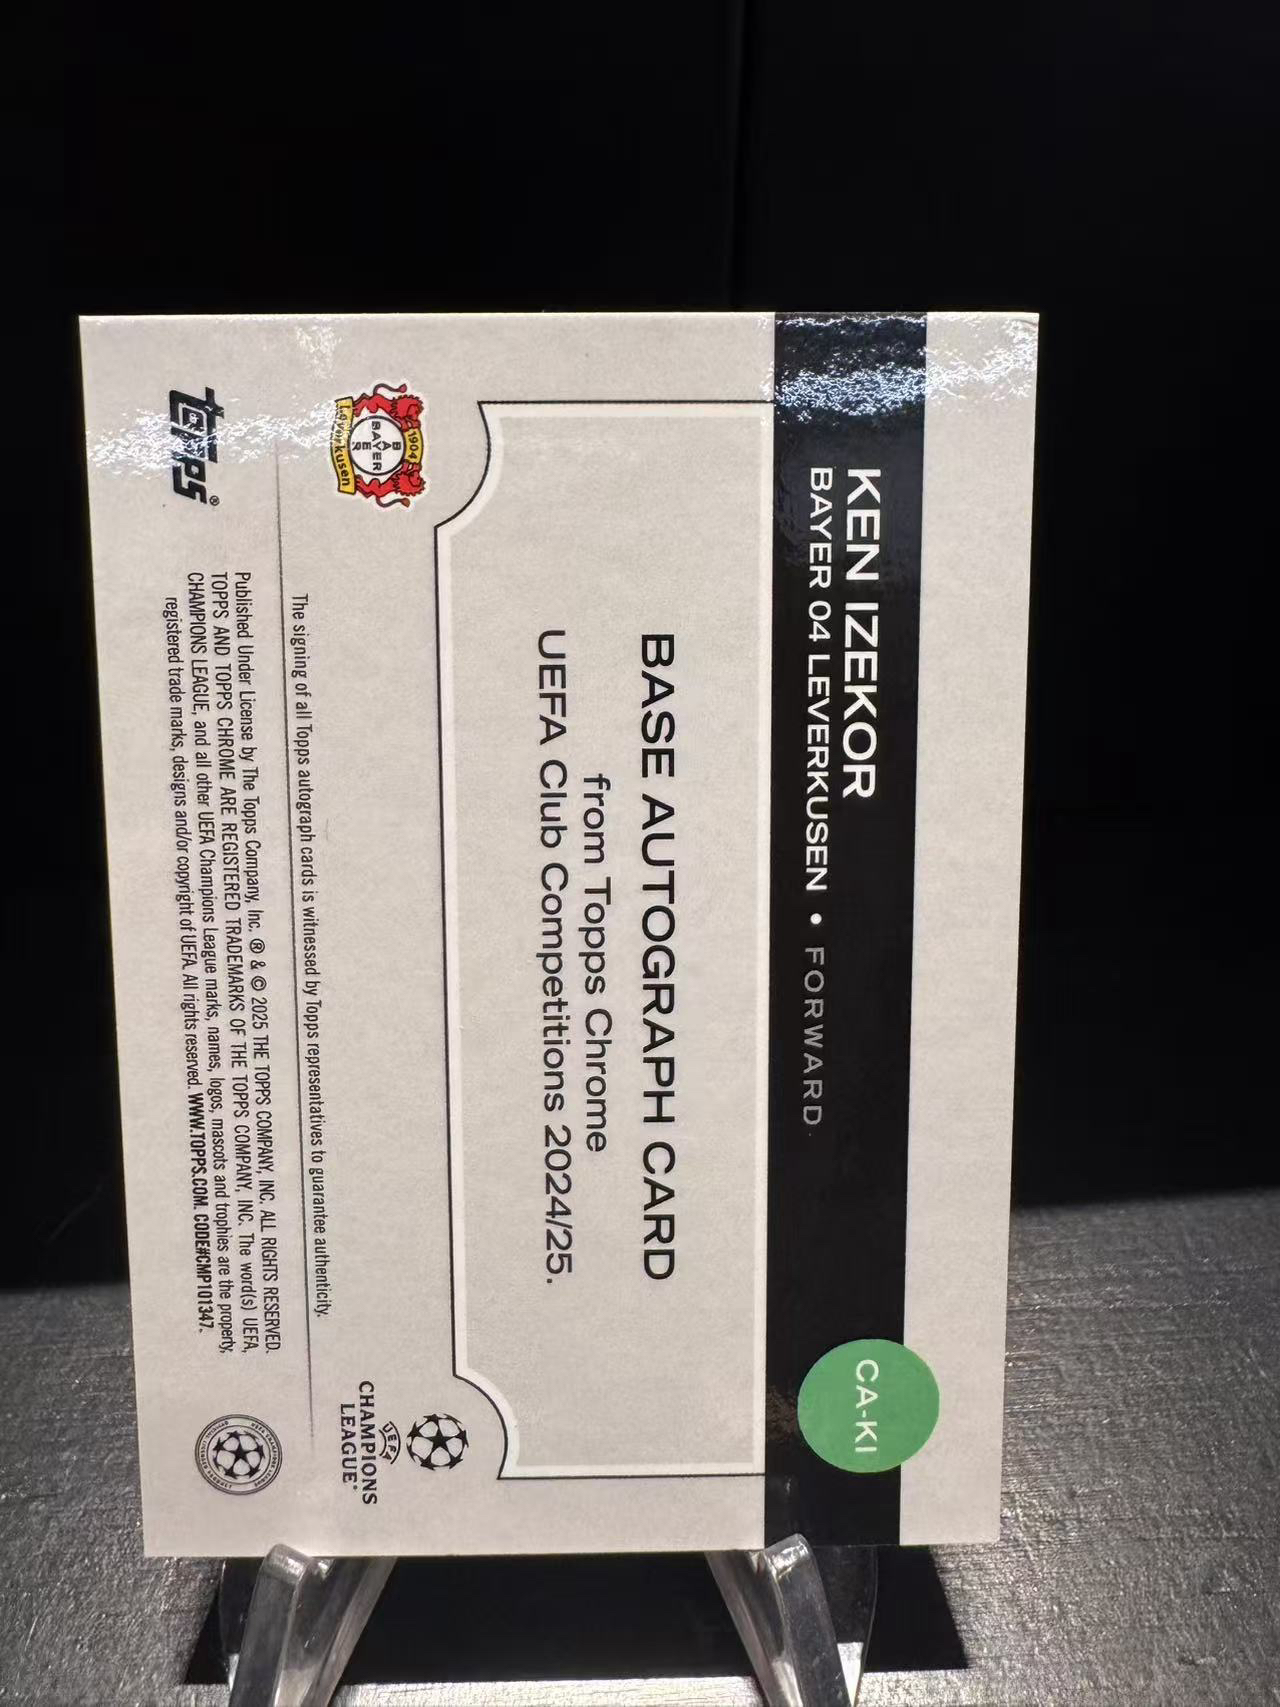 KEN IZEKOR
BAYER 04 LEVERKUSEN • FORWARD
CA-KI
BASE AUTOGRAPH CARD
from Topps Chrome
UEFA Club Competitions 2024/25.
1904
BAYER
BAYER
Leverkusen
UEFA
CHAMPIONS
LEAGUE®
The signing of all Topps autograph cards is witnessed by Topps representatives to guarantee authenticity.
topps®
Published Under License by The Topps Company, Inc. ® & © 2025 THE TOPPS COMPANY, INC. ALL RIGHTS RESERVED.
TOPPS AND TOPPS CHROME ARE REGISTERED TRADEMARKS OF THE TOPPS COMPANY, INC. The word(s) UEFA,
CHAMPIONS LEAGUE, and all other UEFA Champions League marks, names, logos, mascots and trophies are the property,
registered trade marks, designs and/or copyright of UEFA. All rights reserved. WWW.TOPPS.COM. CODE#CMP101347.